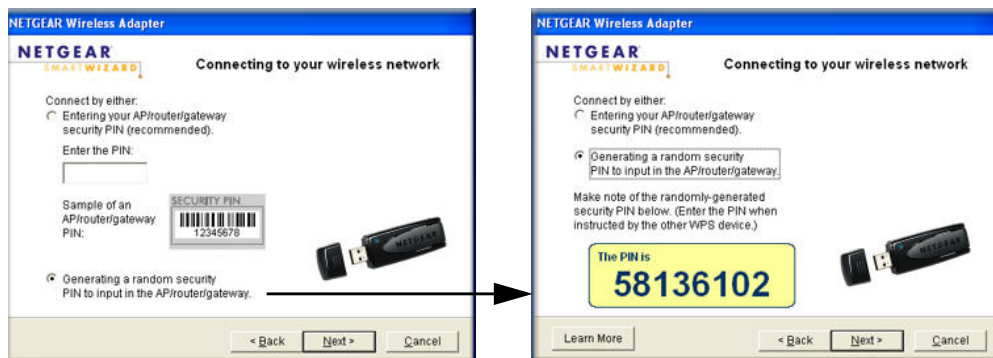 NETGEAR Wireless Adapter
NETGEAR
SMARTWIZARD
Connecting to your wireless network
Connect by either:
Entering your AP/router/gateway
security PIN (recommended).
Enter the PIN:
Sample of an
AP/router/gateway
PIN:
SECURITY PIN
12345678
NETGEAR
Generating a random security
PIN to input in the AP/router/gateway.
< Back
Next >
Cancel
NETGEAR Wireless Adapter
NETGEAR
SMARTWIZARD
Connecting to your wireless network
Connect by either:
Entering your AP/router/gateway
security PIN (recommended).
Generating a random security
PIN to input in the AP/router/gateway.
Make note of the randomly-generated
security PIN below. (Enter the PIN when
instructed by the other WPS device.)
The PIN is
58136102
NETGEAR
Learn More
< Back
Next >
Cancel